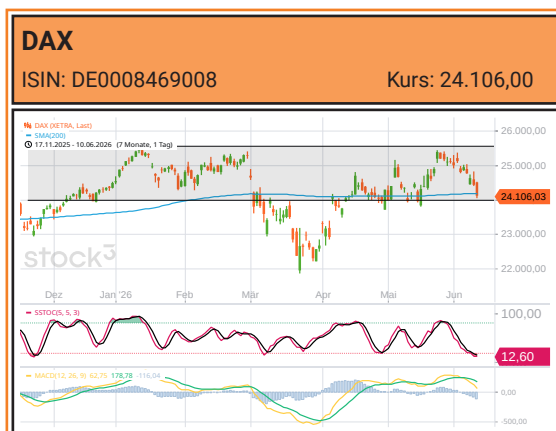 DAX
ISIN: DE0008469008 Kurs: 24.106,00
DAX (XETRA, Last)
SMA(200)
17.11.2025 - 10.06.2026 (7 Monate, 1 Tag)
26.000,00
25.000,00
24.106,03
23.000,00
22.000,00
stock3
Dez Jan '26 Feb Mär Apr Mai Jun
SSTOC(5, 5, 3)
100,00
12,60
MACD(12, 26, 9) 62,75 178,78 -116,04
0,00
-500,00